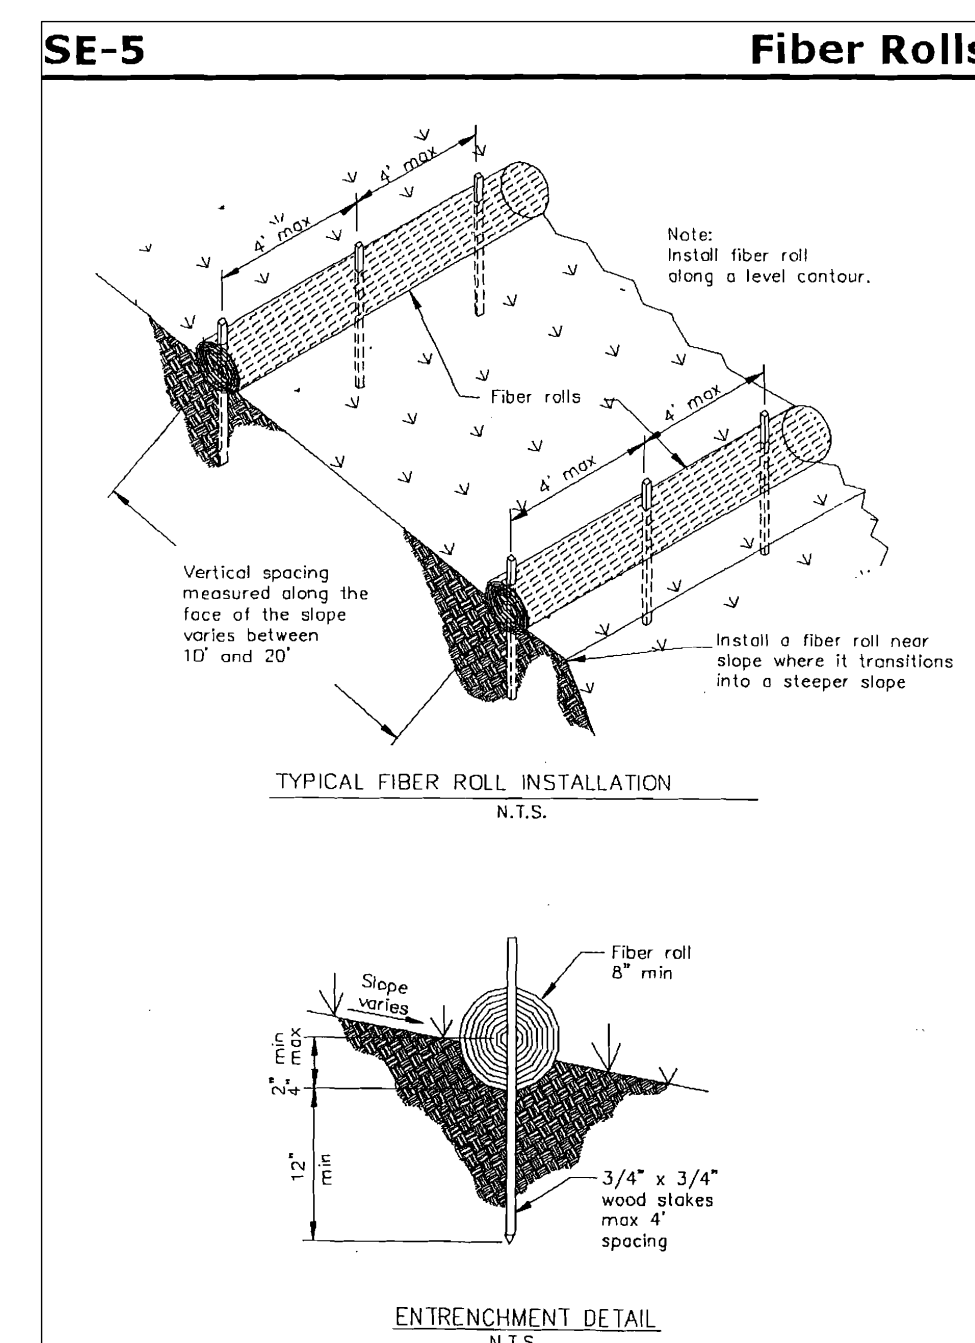 SE-5
Fiber Rolls
4' max
4' max
Note:
Install fiber roll
along a level contour.
Fiber rolls
4' max
4' max
Vertical spacing
measured along the
face of the slope
varies between
10' and 20'
Install a fiber roll near
slope where it transitions
into a steeper slope
TYPICAL FIBER ROLL INSTALLATION
N.T.S.
Fiber roll
8" min
Slope
varies
2" min
4" max
12"
min
3/4" x 3/4"
wood stakes
max 4'
spacing
ENTRENCHMENT DETAIL
N.T.S.